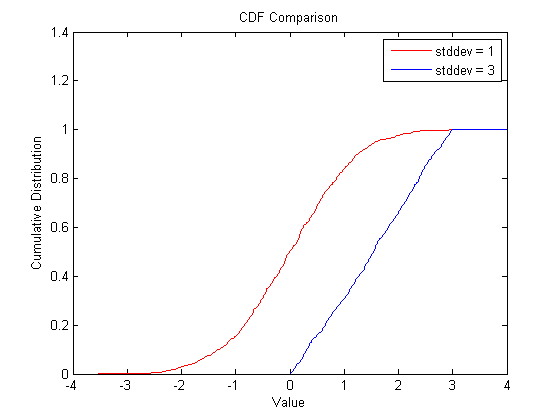 CDF Comparison
1.4
1.2
1
0.8
0.6
0.4
0.2
0
Cumulative Distribution
stddev = 1
stddev = 3
-4 -3 -2 -1 0 1 2 3 4
Value